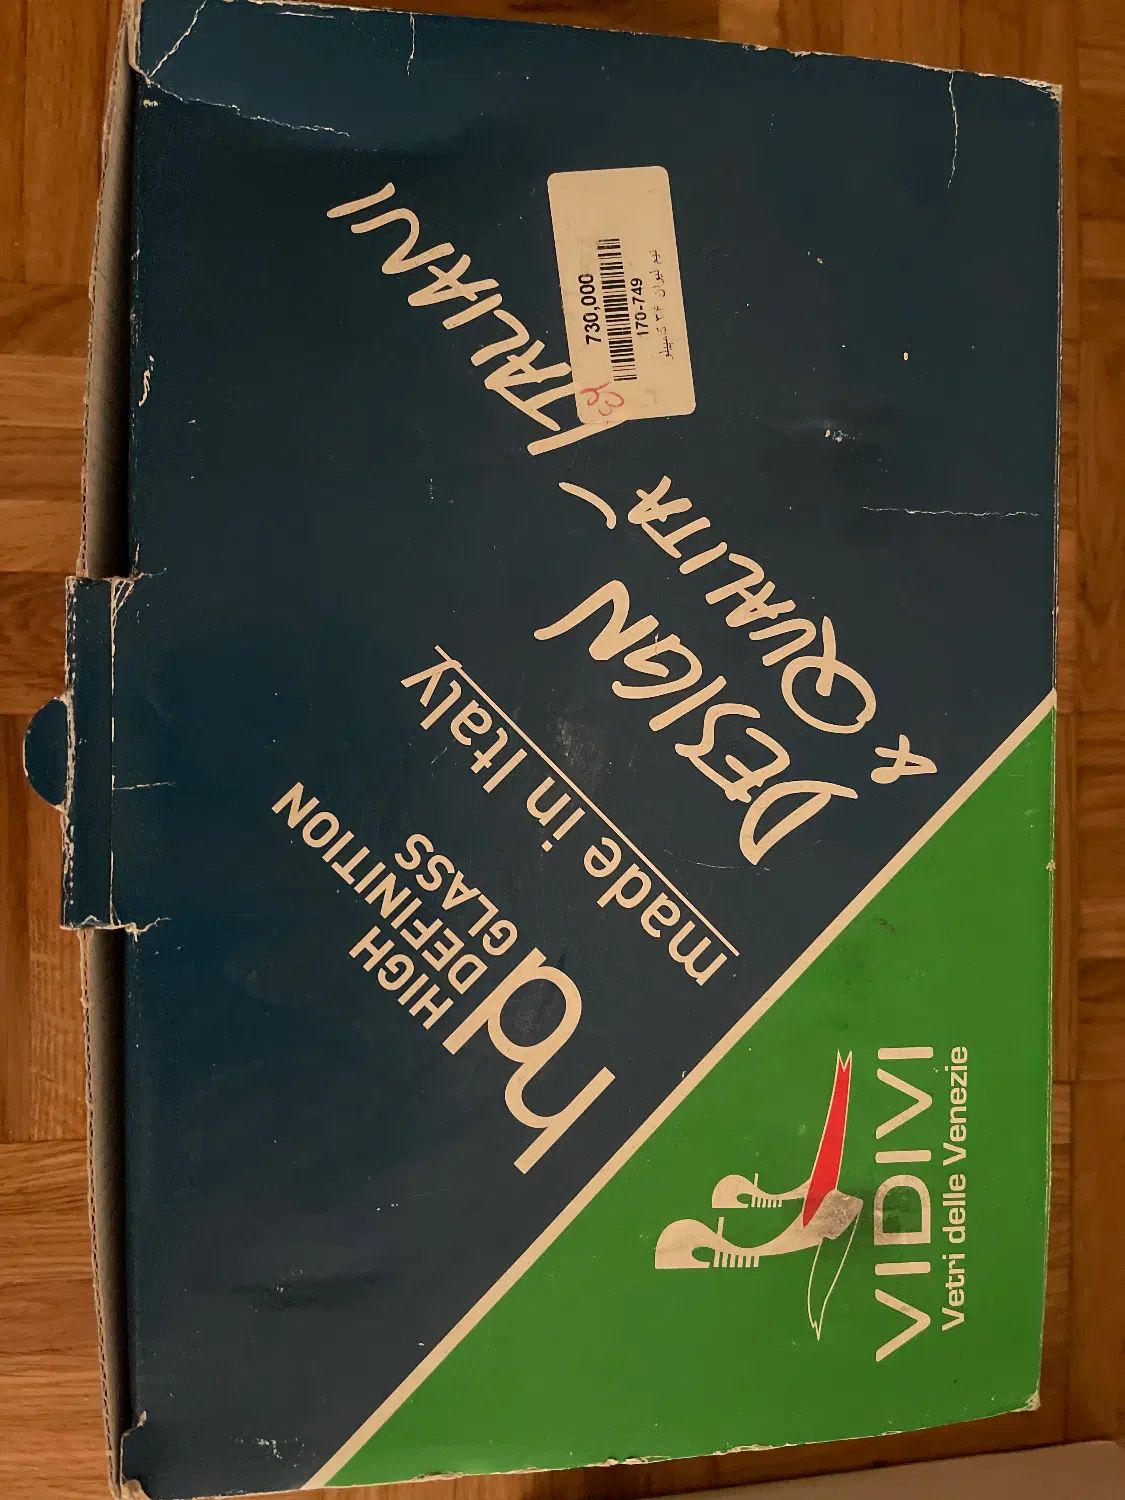 DESIGN
& QUALITÀ ITALIANI
made in Italy
hd
HIGH
DEFINITION
GLASS
VIDIVI
Vetri delle Venezie
730,000
170-749